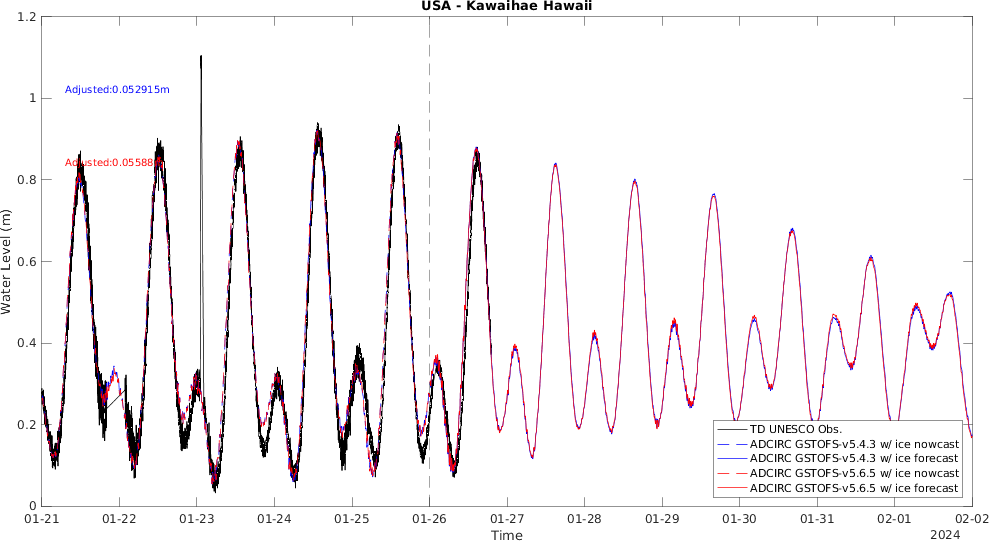 USA - Kawaihae Hawaii
1.2
1
0.8
0.6
0.4
0.2
0
Water Level (m)
Adjusted:0.052915m
Adjusted:0.05588
TD UNESCO Obs.
ADCIRC GSTOFS-v5.4.3 w/ ice nowcast
ADCIRC GSTOFS-v5.4.3 w/ ice forecast
ADCIRC GSTOFS-v5.6.5 w/ ice nowcast
ADCIRC GSTOFS-v5.6.5 w/ ice forecast
01-21 01-22 01-23 01-24 01-25 01-26 01-27 01-28 01-29 01-30 01-31 02-01 02-02
Time
2024